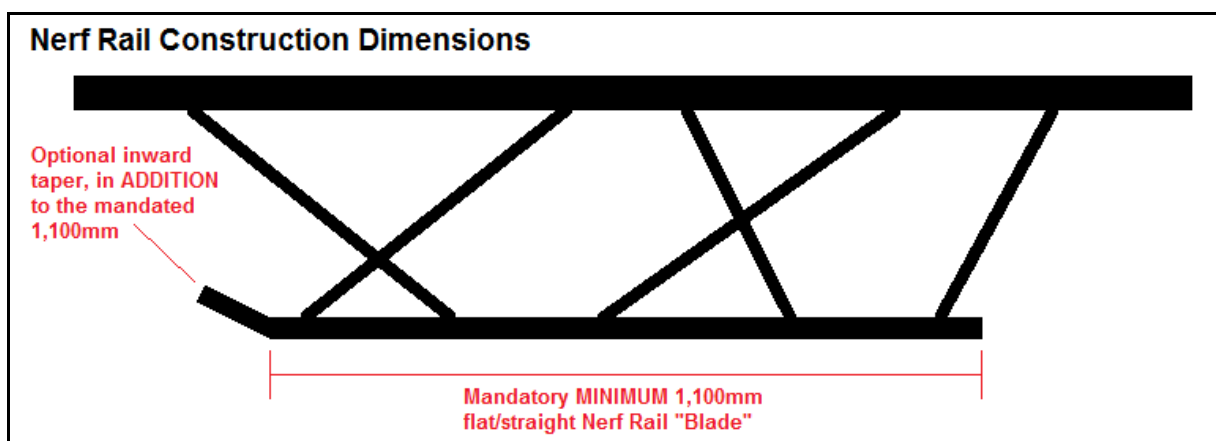 Nerf Rail Construction Dimensions
Optional inward
taper, in ADDITION
to the mandated
1,100mm
Mandatory MINIMUM 1,100mm
flat/straight Nerf Rail "Blade"